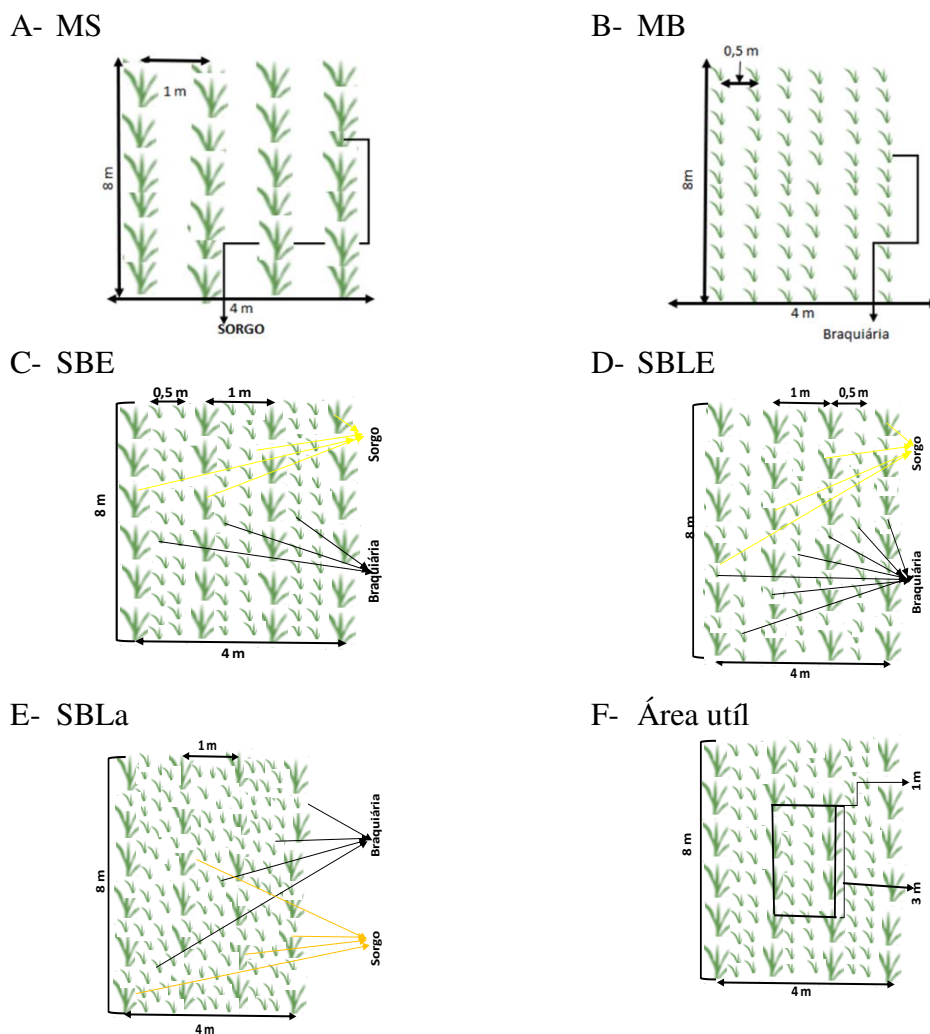 A- MS
1 m
8 m
4 m
SORGO
B- MB
0,5 m
8m
4 m
Braquiária
C- SBE
0,5 m
1 m
8 m
Sorgo
Braquiária
4 m
D- SBLE
1 m
0,5 m
8 m
Sorgo
Braquiária
4 m
E- SBLa
1 m
8 m
Braquiária
Sorgo
4 m
F- Área utíl
8 m
1m
3 m
4 m